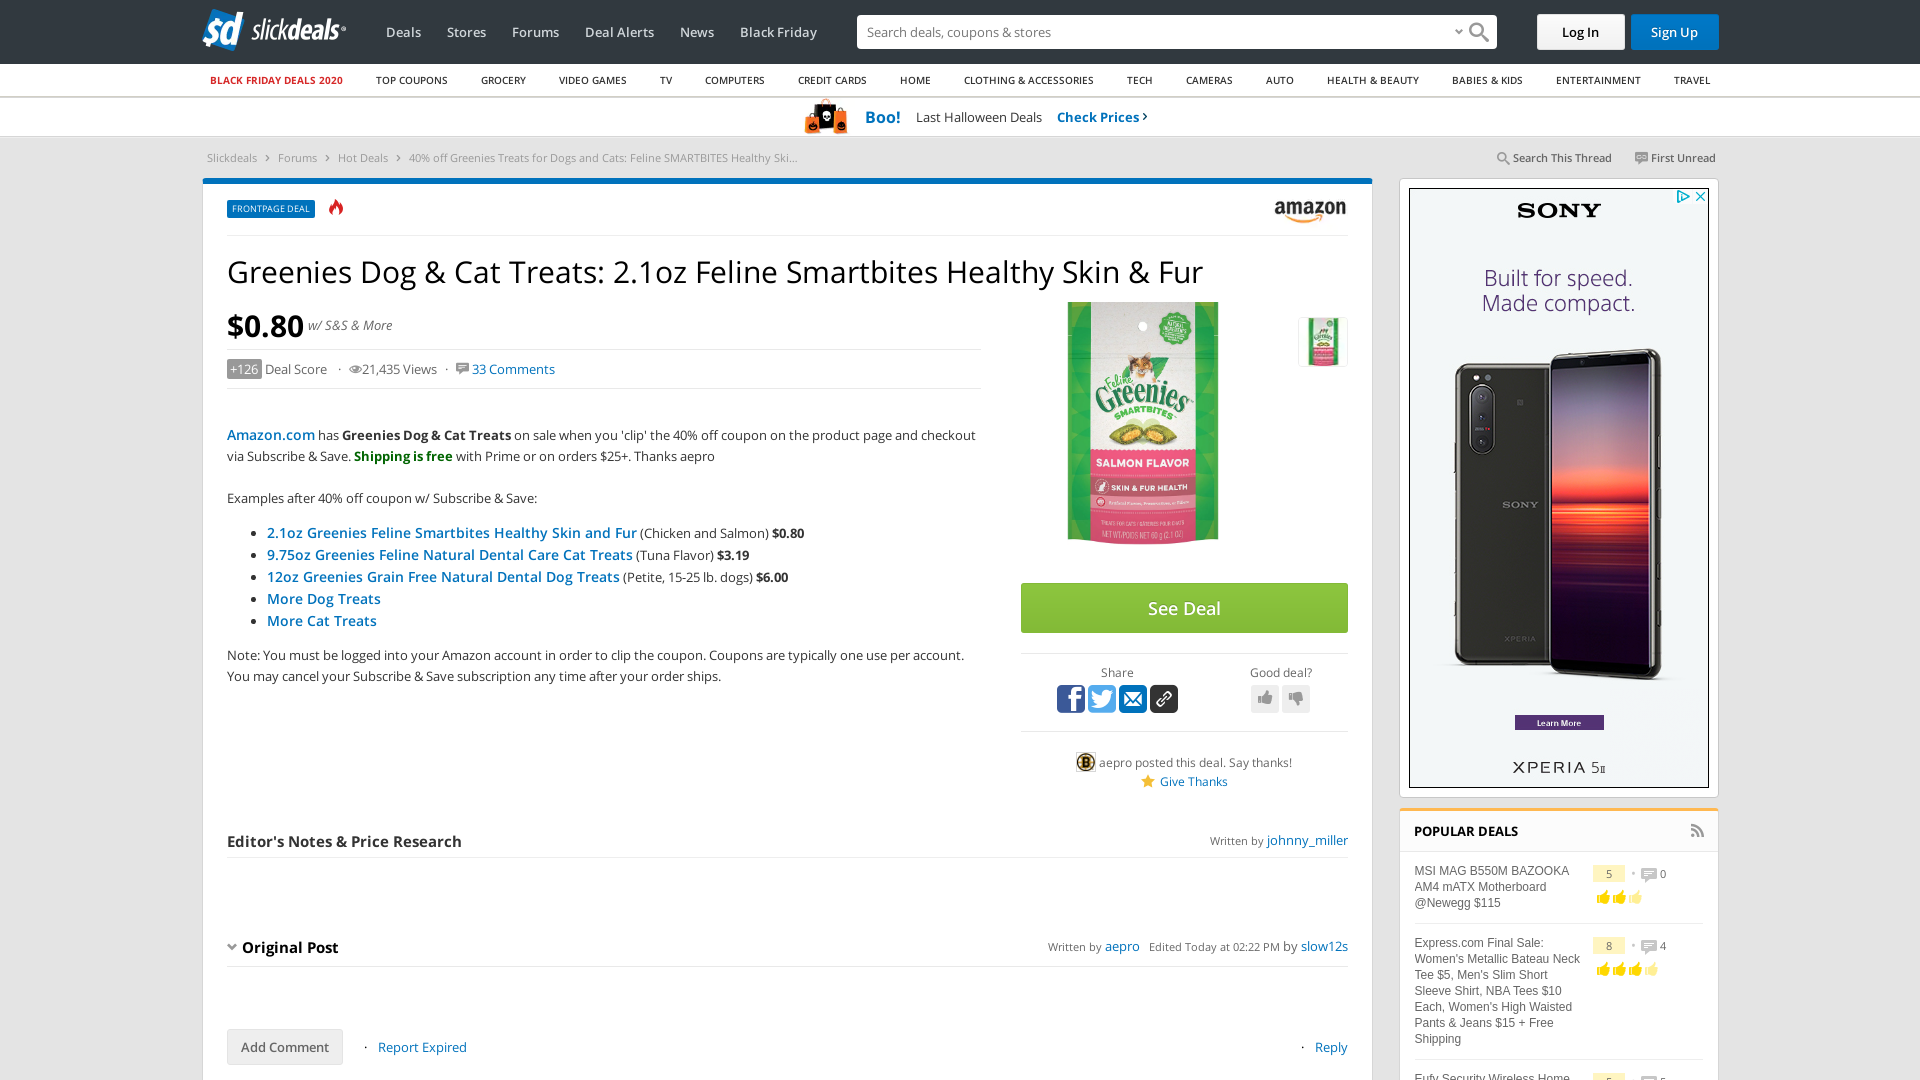 sd slickdeals
Deals
Stores
Forums
Deal Alerts
News
Black Friday
Search deals, coupons & stores
Log In
Sign Up
BLACK FRIDAY DEALS 2020
TOP COUPONS
GROCERY
VIDEO GAMES
TV
COMPUTERS
CREDIT CARDS
HOME
CLOTHING & ACCESSORIES
TECH
CAMERAS
AUTO
HEALTH & BEAUTY
BABIES & KIDS
ENTERTAINMENT
TRAVEL
Boo! Last Halloween Deals Check Prices
Slickdeals > Forums > Hot Deals > 40% off Greenies Treats for Dogs and Cats: Feline SMARTBITES Healthy Ski...
Search This Thread
First Unread
FRONTPAGE DEAL
amazon
Greenies Dog & Cat Treats: 2.1oz Feline Smartbites Healthy Skin & Fur
$0.80 w/ S&S & More
+126 Deal Score · 21,435 Views · 33 Comments
Amazon.com has Greenies Dog & Cat Treats on sale when you 'clip' the 40% off coupon on the product page and checkout
via Subscribe & Save. Shipping is free with Prime or on orders $25+. Thanks aepro
Examples after 40% off coupon w/ Subscribe & Save:
2.1oz Greenies Feline Smartbites Healthy Skin and Fur (Chicken and Salmon) $0.80
9.75oz Greenies Feline Natural Dental Care Cat Treats (Tuna Flavor) $3.19
12oz Greenies Grain Free Natural Dental Dog Treats (Petite, 15-25 lb. dogs) $6.00
More Dog Treats
More Cat Treats
Note: You must be logged into your Amazon account in order to clip the coupon. Coupons are typically one use per account.
You may cancel your Subscribe & Save subscription any time after your order ships.
Feline
Greenies
SMARTBITES
SALMON FLAVOR
SKIN & FUR HEALTH
See Deal
Share
Good deal?
aepro posted this deal. Say thanks!
Give Thanks
Editor's Notes & Price Research
Written by johnny_miller
Original Post
Written by aepro Edited Today at 02:22 PM by slow12s
Add Comment
· Report Expired
· Reply
SONY
Built for speed.
Made compact.
SONY
SONY
XPERIA
Learn More
XPERIA 5II
POPULAR DEALS
MSI MAG B550M BAZOOKA
AM4 mATX Motherboard
@Newegg $115
5 • 0
Express.com Final Sale:
Women's Metallic Bateau Neck
Tee $5, Men's Slim Short
Sleeve Shirt, NBA Tees $10
Each, Women's High Waisted
Pants & Jeans $15 + Free
Shipping
8 • 4
Eufy Security Wireless Home
5 • 5